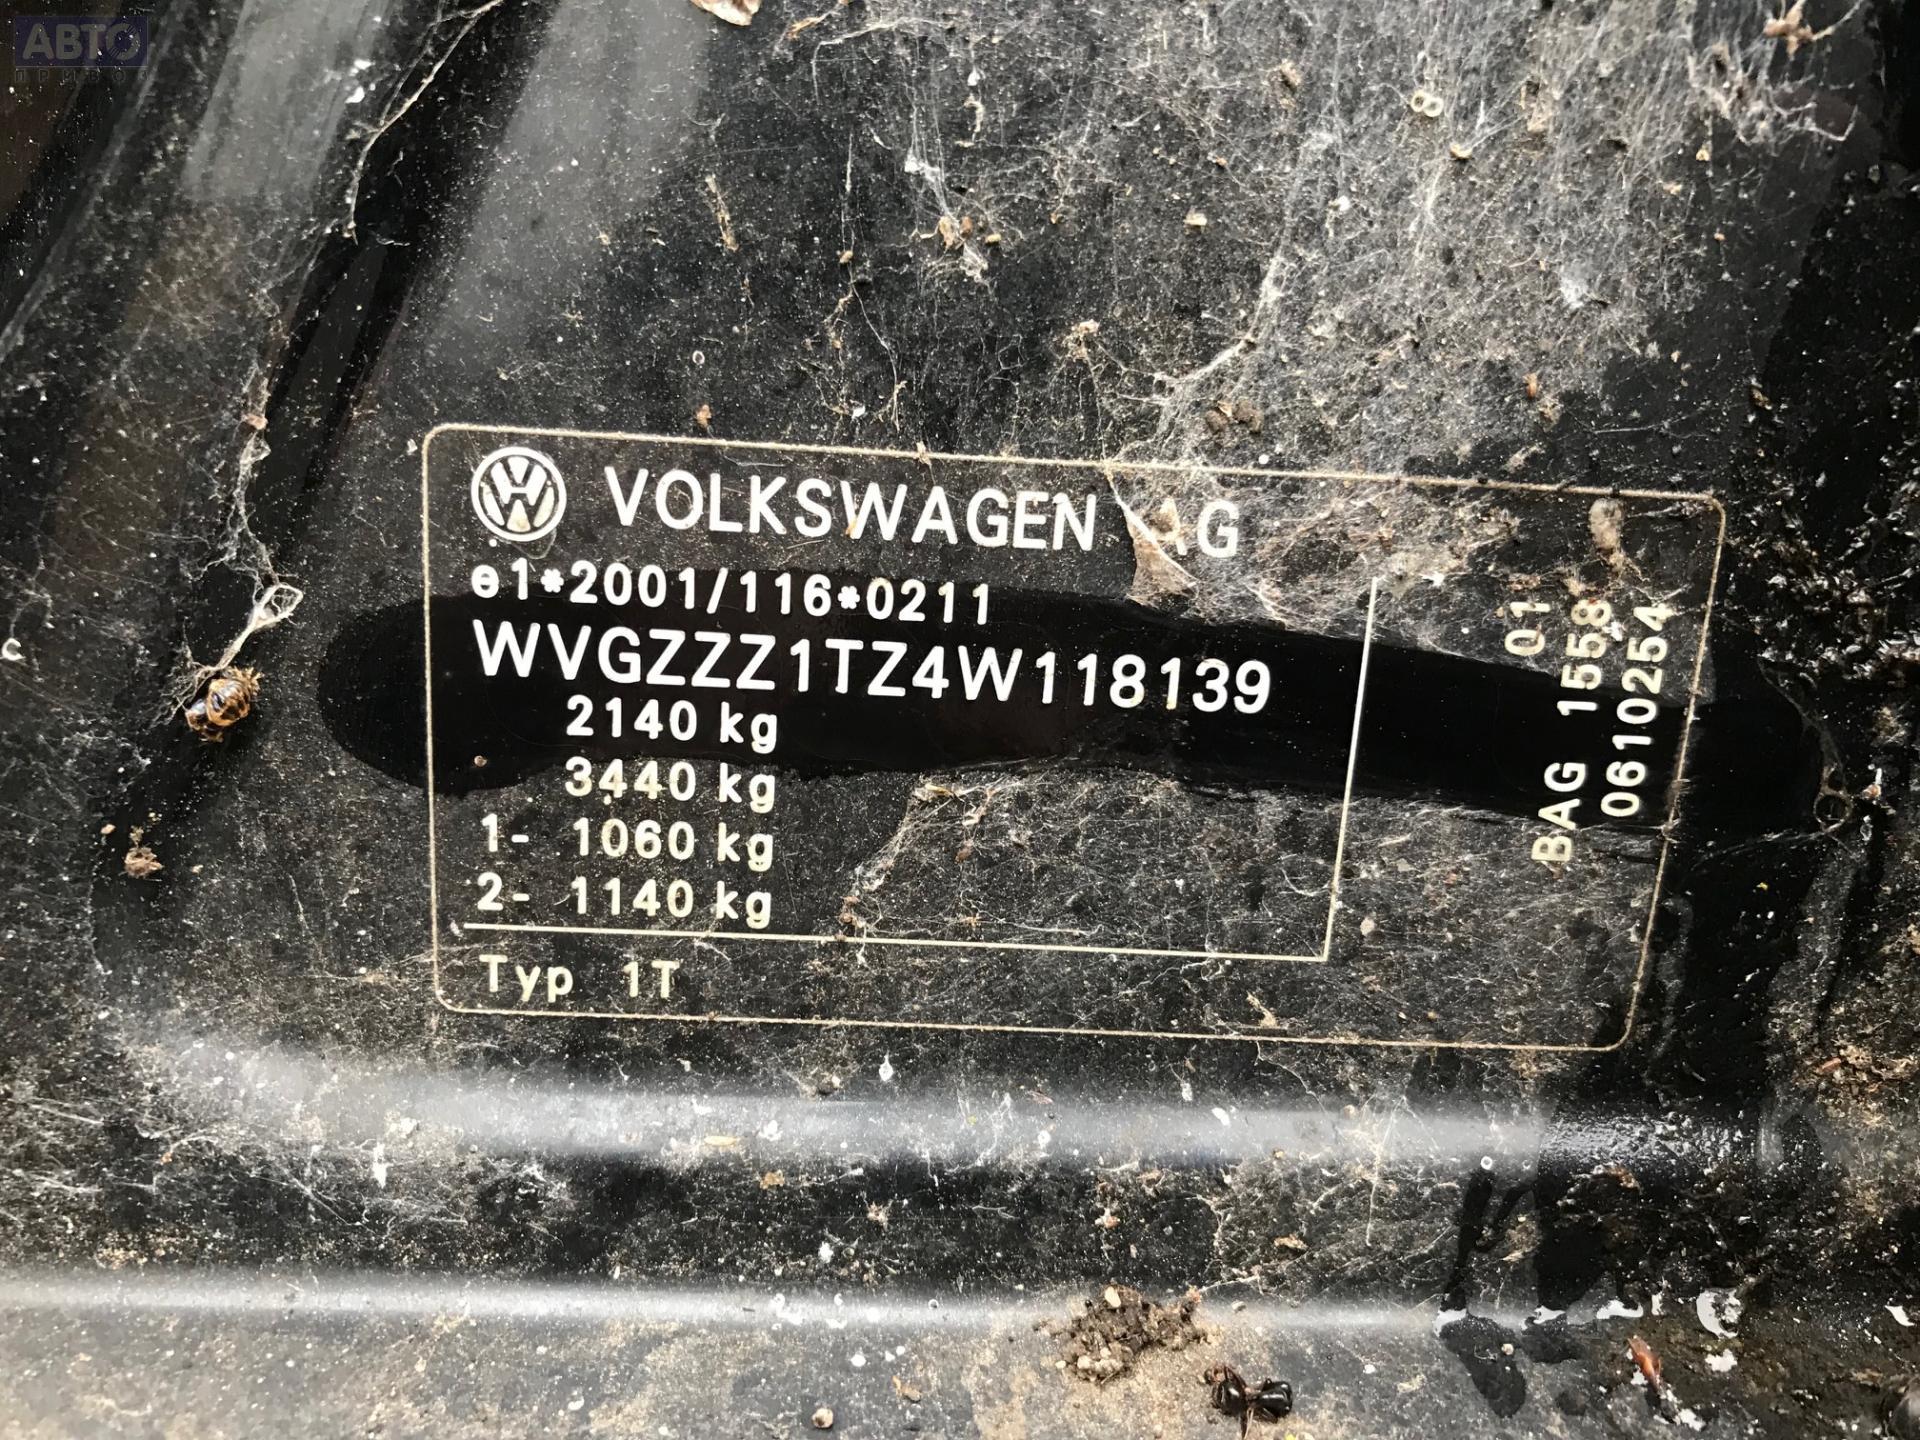 АВТО
ПРИВОЗ
VOLKSWAGEN AG
e1*2001/116*0211
WVGZZZ1TZ4W118139
2140 kg
3440 kg
1- 1060 kg
2- 1140 kg
Typ 1T
01
BAG 1558
0610254